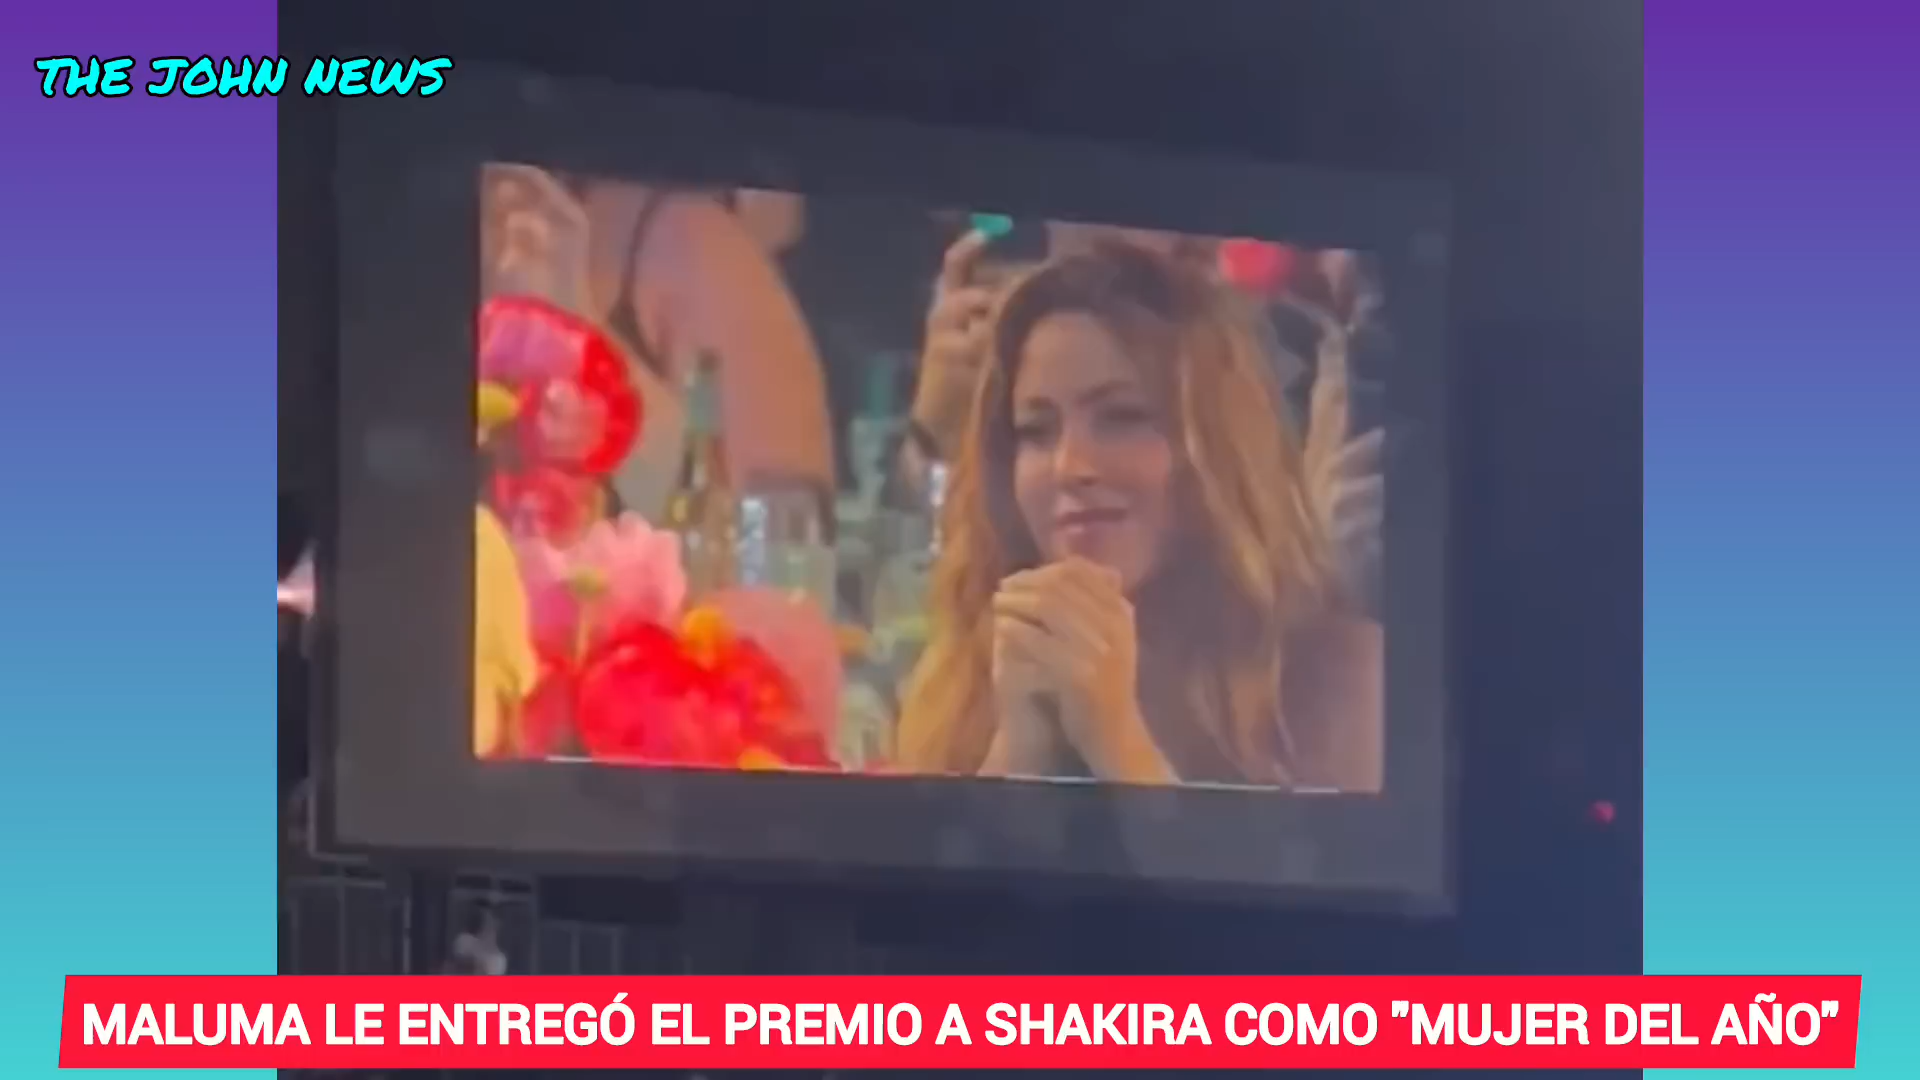 THE JOHN NEWS
MALUMA LE ENTREGÓ EL PREMIO A SHAKIRA COMO "MUJER DEL AÑO"